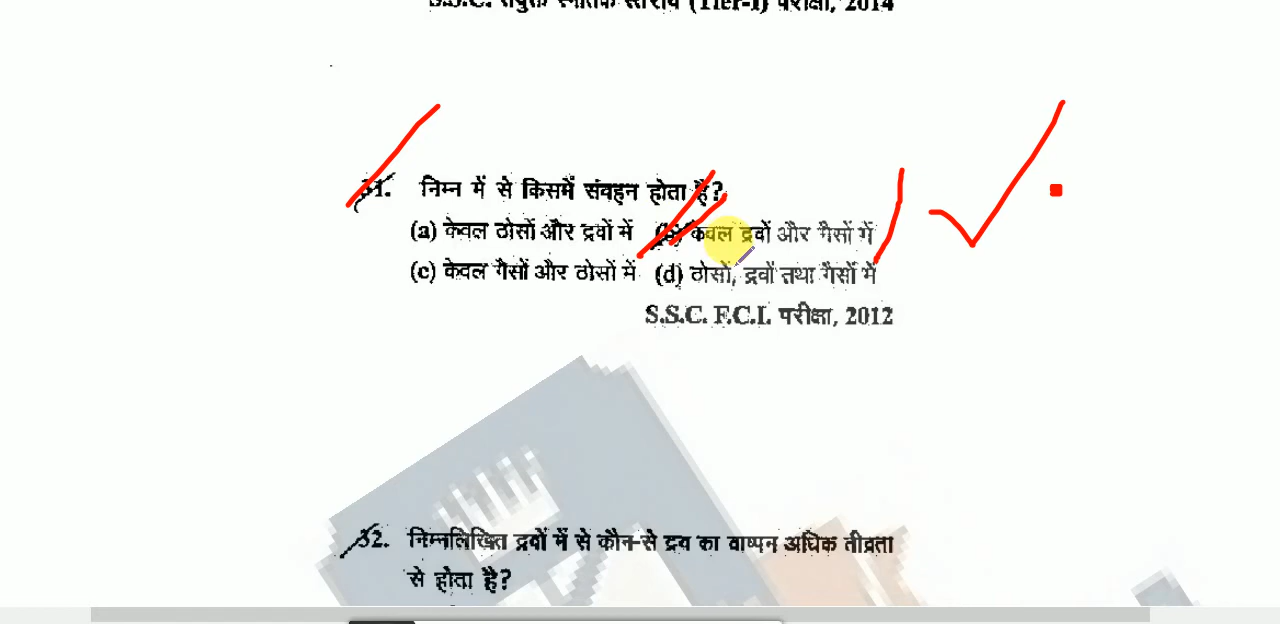 S.S.C. संयुक्त स्नातक स्तरीय (Tier-I) परीक्षा, 2014
31. निम्न में से किसमें संवहन होता है?
(a) केवल ठोसों और द्रवों में (b) केवल द्रवों और गैसों में
(c) केवल गैसों और ठोसों में (d) ठोसों, द्रवों तथा गैसों में
S.S.C. F.C.I. परीक्षा, 2012
32. निम्नलिखित द्रवों में से कौन-से द्रव का वाष्पन अधिक तीव्रता
से होता है?